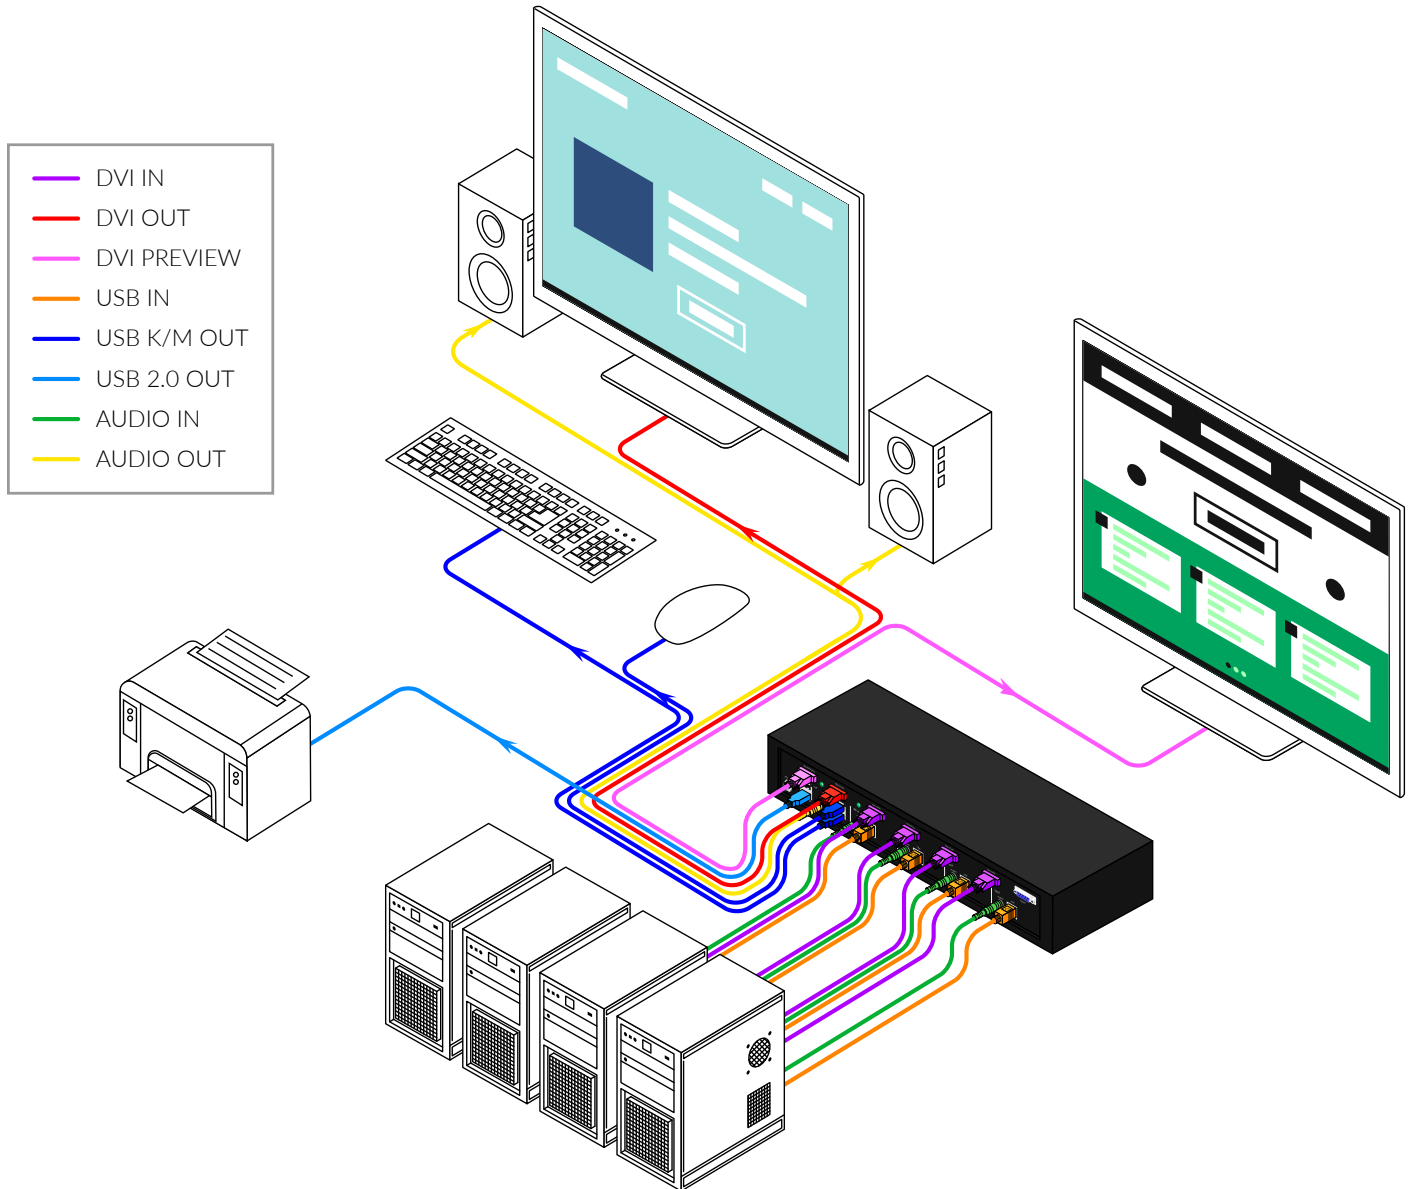 DVI IN
DVI OUT
DVI PREVIEW
USB IN
USB K/M OUT
USB 2.0 OUT
AUDIO IN
AUDIO OUT